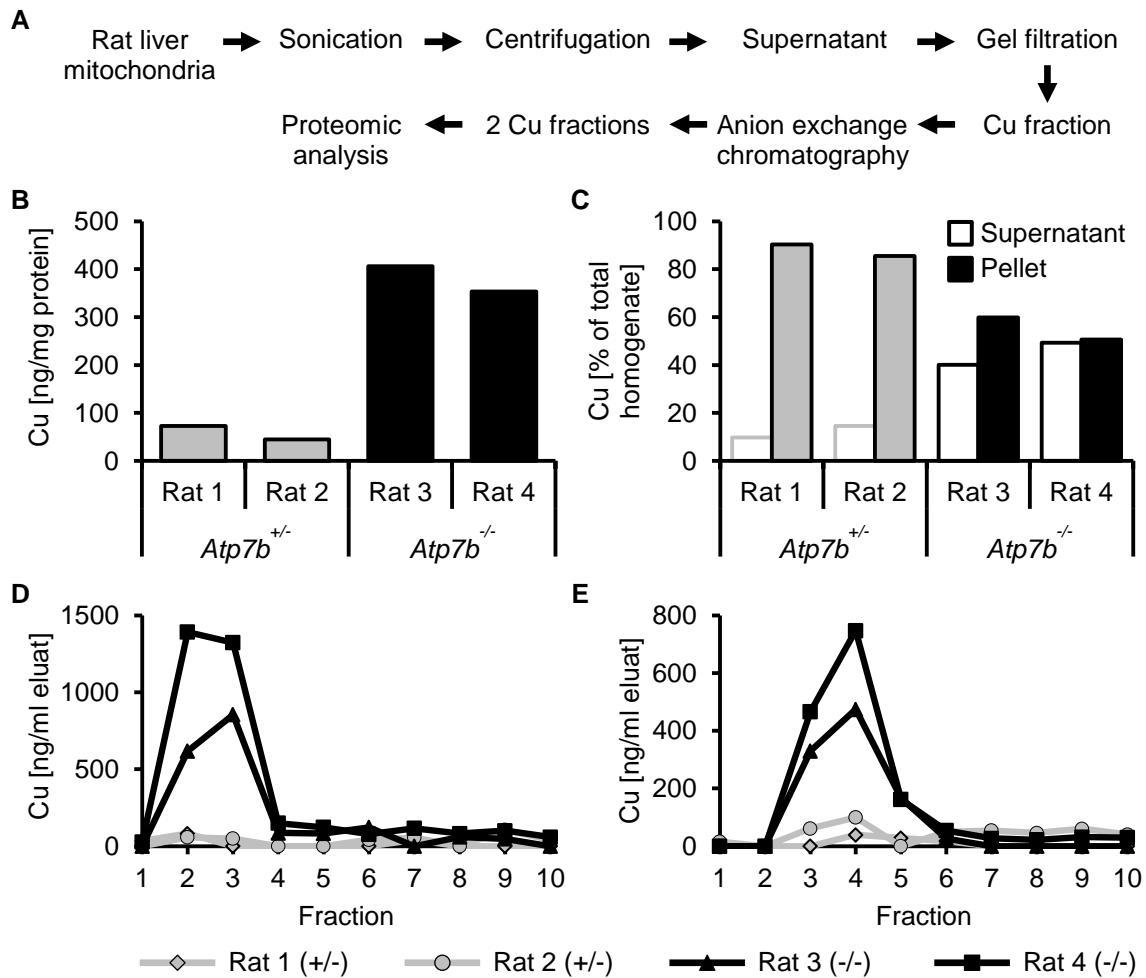 A
Rat liver mitochondria
Sonication
Centrifugation
Supernatant
Gel filtration
Proteomic analysis
2 Cu fractions
Anion exchange chromatography
Cu fraction
B
Cu [ng/mg protein]
500
400
300
200
100
0
Rat 1 Rat 2 Rat 3 Rat 4
Atp7b+/- Atp7b-/-
C
Cu [% of total homogenate]
100
80
60
40
20
0
Supernatant
Pellet
Rat 1 Rat 2 Rat 3 Rat 4
Atp7b+/- Atp7b-/-
D
Cu [ng/ml eluat]
1500
1000
500
0
1 2 3 4 5 6 7 8 9 10
Fraction
E
Cu [ng/ml eluat]
800
600
400
200
0
1 2 3 4 5 6 7 8 9 10
Fraction
Rat 1 (+/-) Rat 2 (+/-) Rat 3 (-/-) Rat 4 (-/-)